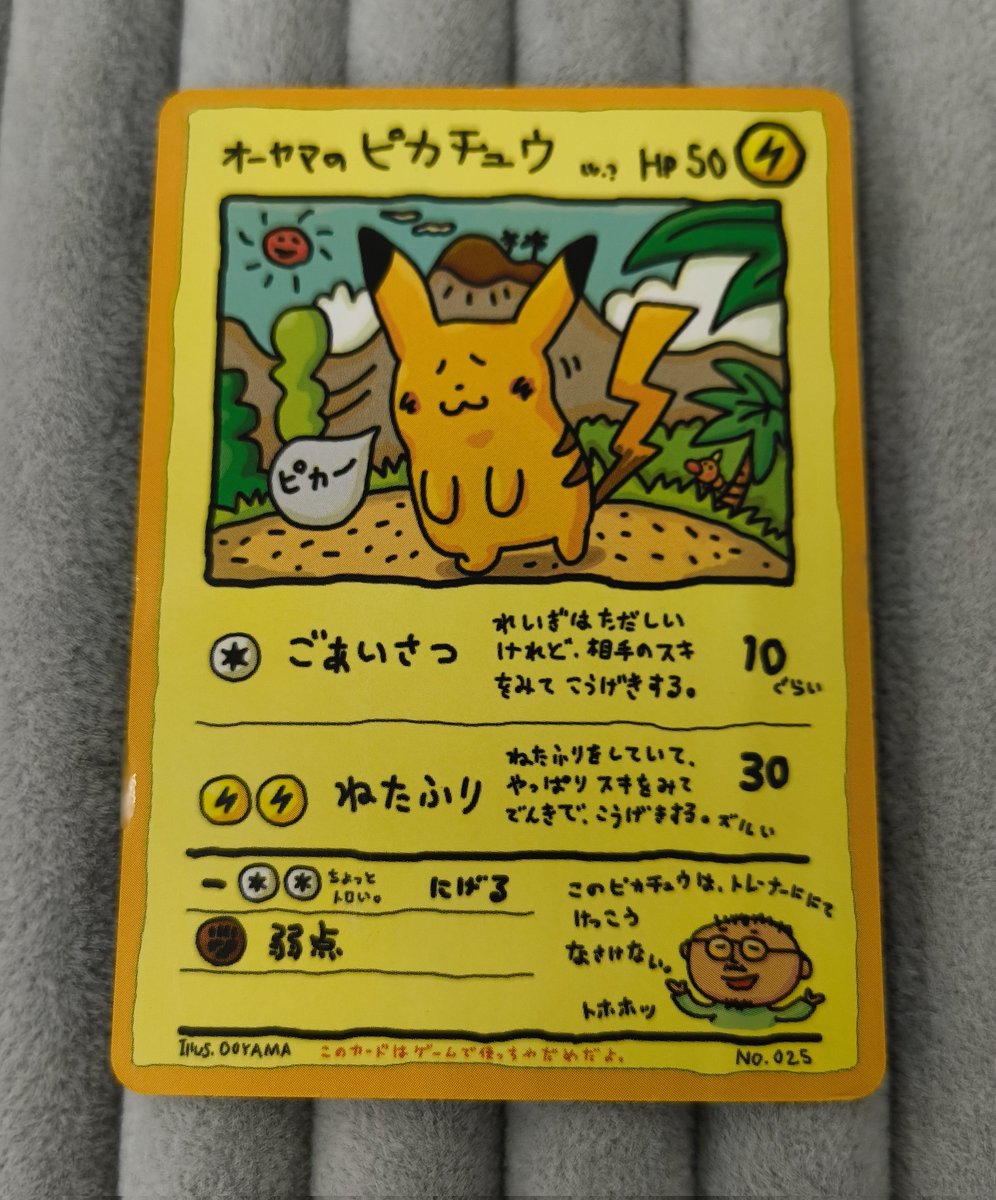 オーヤマの ピカチュウ LV.? HP 50
ピカー
ごあいさつ
れいぎはただしい
けれど、相手のスキ
をみて こうげきする。
10
ぐらい
ねたふり
ねたふりをしていて、
やっぱり スキをみて
でんきで、こうげきする。ズルい
30
ー
ちょっと
トロい。
にげる
弱点
このピカチュウは、トレーナーににて
けっこう
なさけない。
トホホッ
Illus. OOYAMA
このカードはゲームで使っちゃだめだよ.
NO. 025